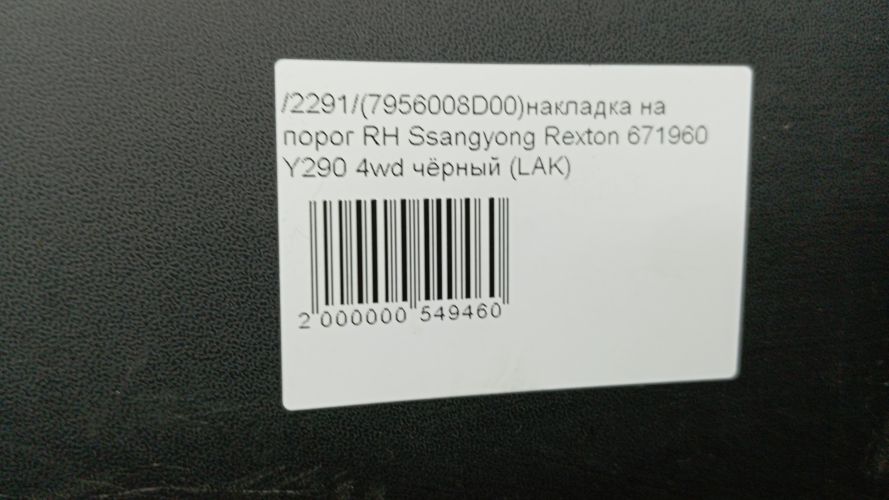 /2291/(7956008D00)накладка на
порог RH Ssangyong Rexton 671960
Y290 4wd чёрный (LAK)
2 000000 549460